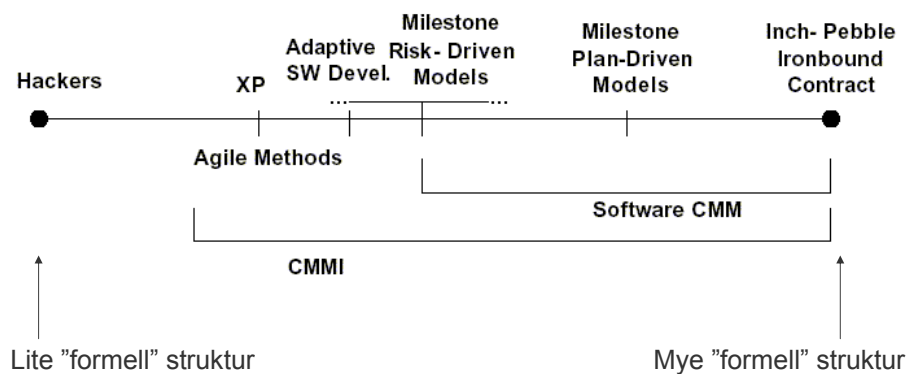 Hackers
XP
Adaptive
SW Devel.
Milestone
Risk- Driven
Models
Milestone
Plan-Driven
Models
Inch- Pebble
Ironbound
Contract
...
...
Agile Methods
Software CMM
CMMI
Lite ”formell” struktur
Mye ”formell” struktur